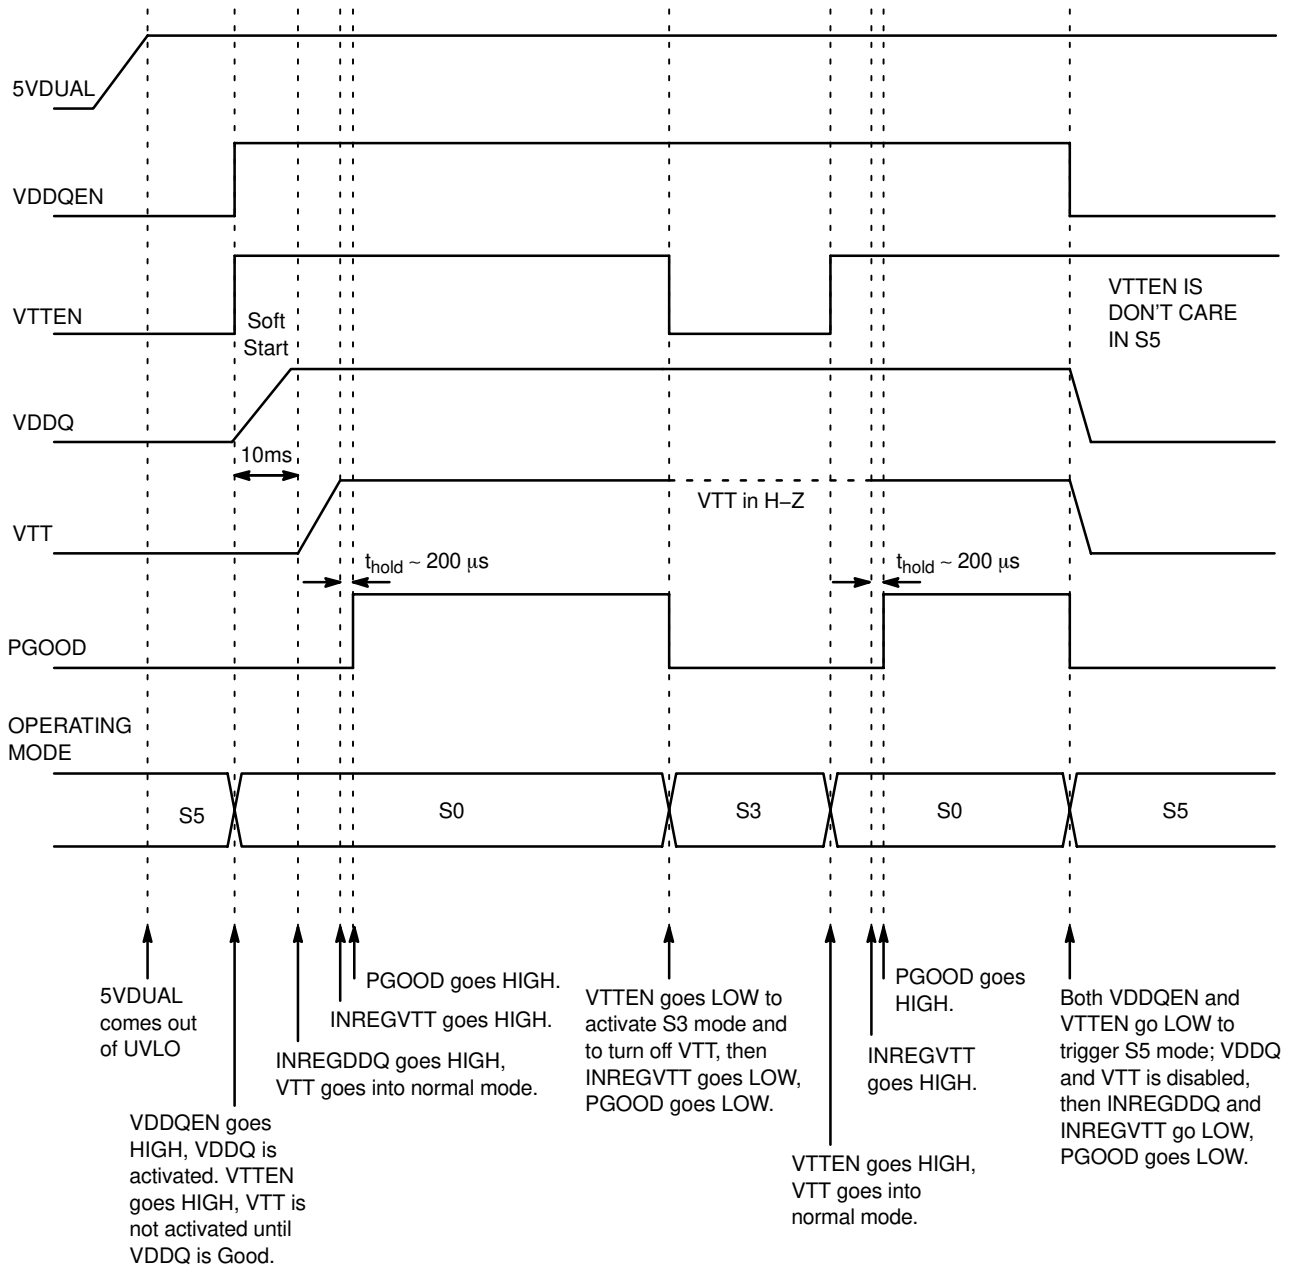 5VDUAL
VDDQEN
VTTEN
Soft
Start
VTTEN IS
DON'T CARE
IN S5
VDDQ
10ms
VTT in H–Z
VTT
thold ~ 200 μs
thold ~ 200 μs
PGOOD
OPERATING
MODE
S5
S0
S3
S0
S5
5VDUAL
comes out
of UVLO
VDDQEN goes
HIGH, VDDQ is
activated. VTTEN
goes HIGH, VTT is
not activated until
VDDQ is Good.
INREGDDQ goes HIGH,
VTT goes into normal mode.
INREGVTT goes HIGH.
PGOOD goes HIGH.
VTTEN goes LOW to
activate S3 mode and
to turn off VTT, then
INREGVTT goes LOW,
PGOOD goes LOW.
VTTEN goes HIGH,
VTT goes into
normal mode.
INREGVTT
goes HIGH.
PGOOD goes
HIGH.
Both VDDQEN and
VTTEN go LOW to
trigger S5 mode; VDDQ
and VTT is disabled,
then INREGDDQ and
INREGVTT go LOW,
PGOOD goes LOW.